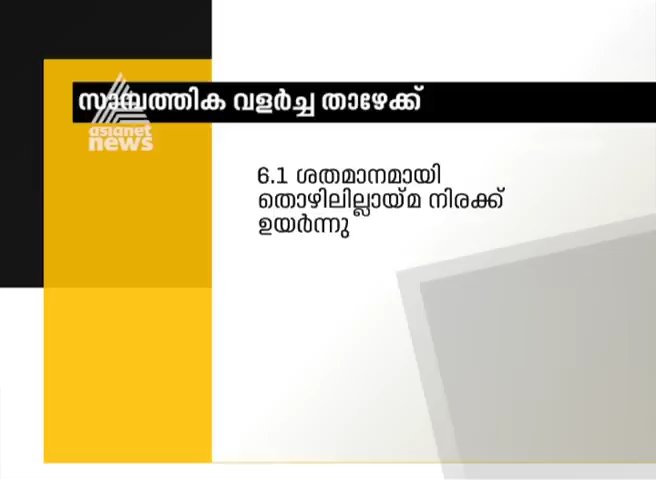 സാമ്പത്തിക വളർച്ച താഴേക്ക്
asianet
news
6.1 ശതമാനമായി
തൊഴിലില്ലായ്മ നിരക്ക്
ഉയർന്നു